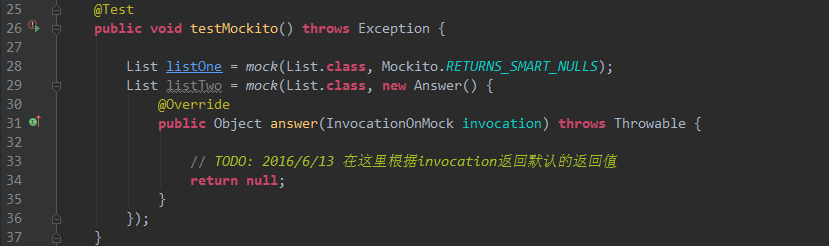 25 @Test
26 public void testMockito() throws Exception {
27
28 List listOne = mock(List.class, Mockito.RETURNS_SMART_NULLS);
29 List listTwo = mock(List.class, new Answer() {
30 @Override
31 public Object answer(InvocationOnMock invocation) throws Throwable {
32
33 // TODO: 2016/6/13 在这里根据invocation返回默认的返回值
34 return null;
35 }
36 });
37 }